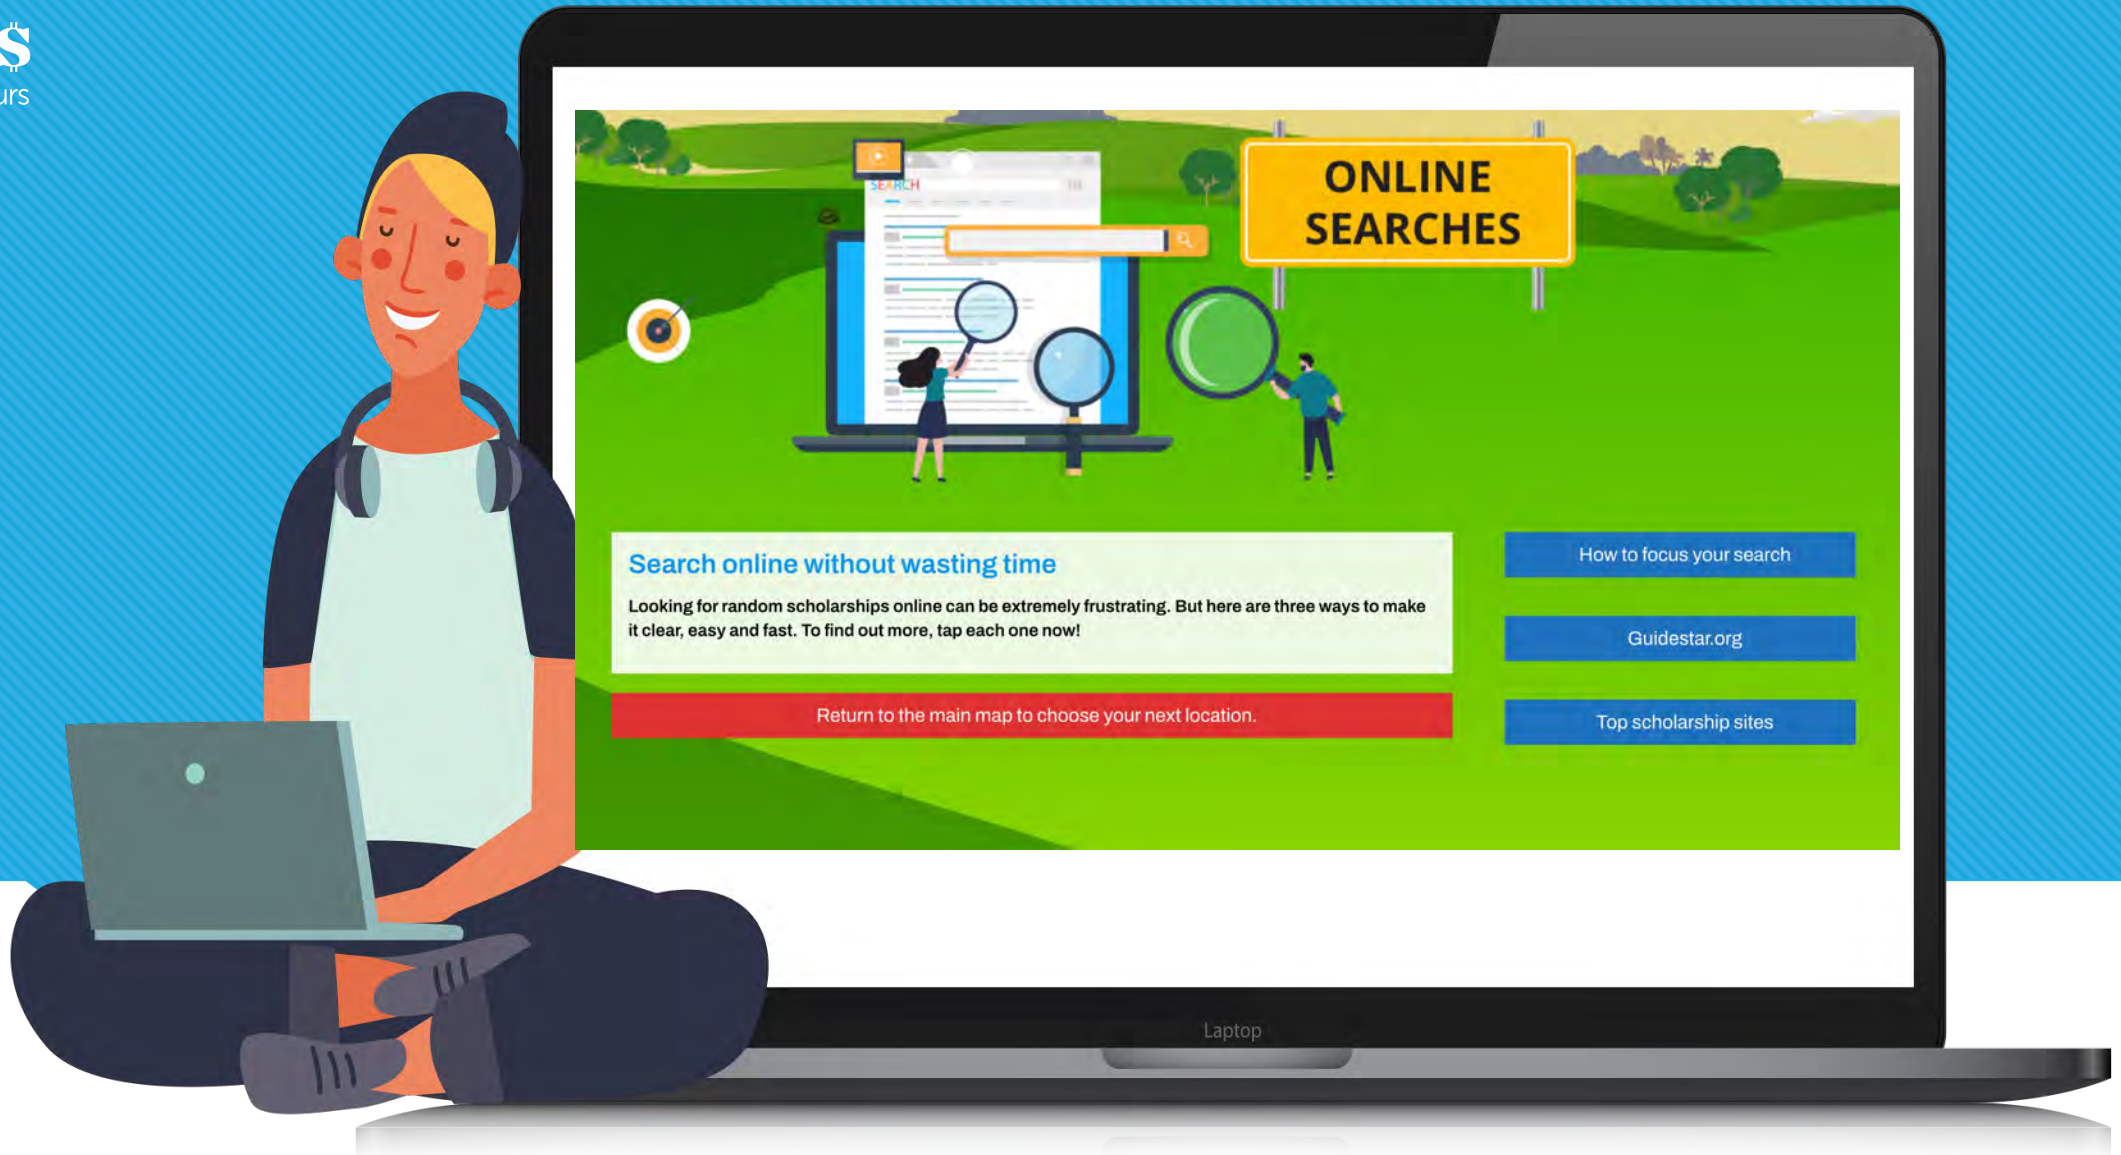 ONLINE
SEARCHES
SEARCH
Search online without wasting time
Looking for random scholarships online can be extremely frustrating. But here are three ways to make
it clear, easy and fast. To find out more, tap each one now!
Return to the main map to choose your next location.
How to focus your search
Guidestar.org
Top scholarship sites
Laptop